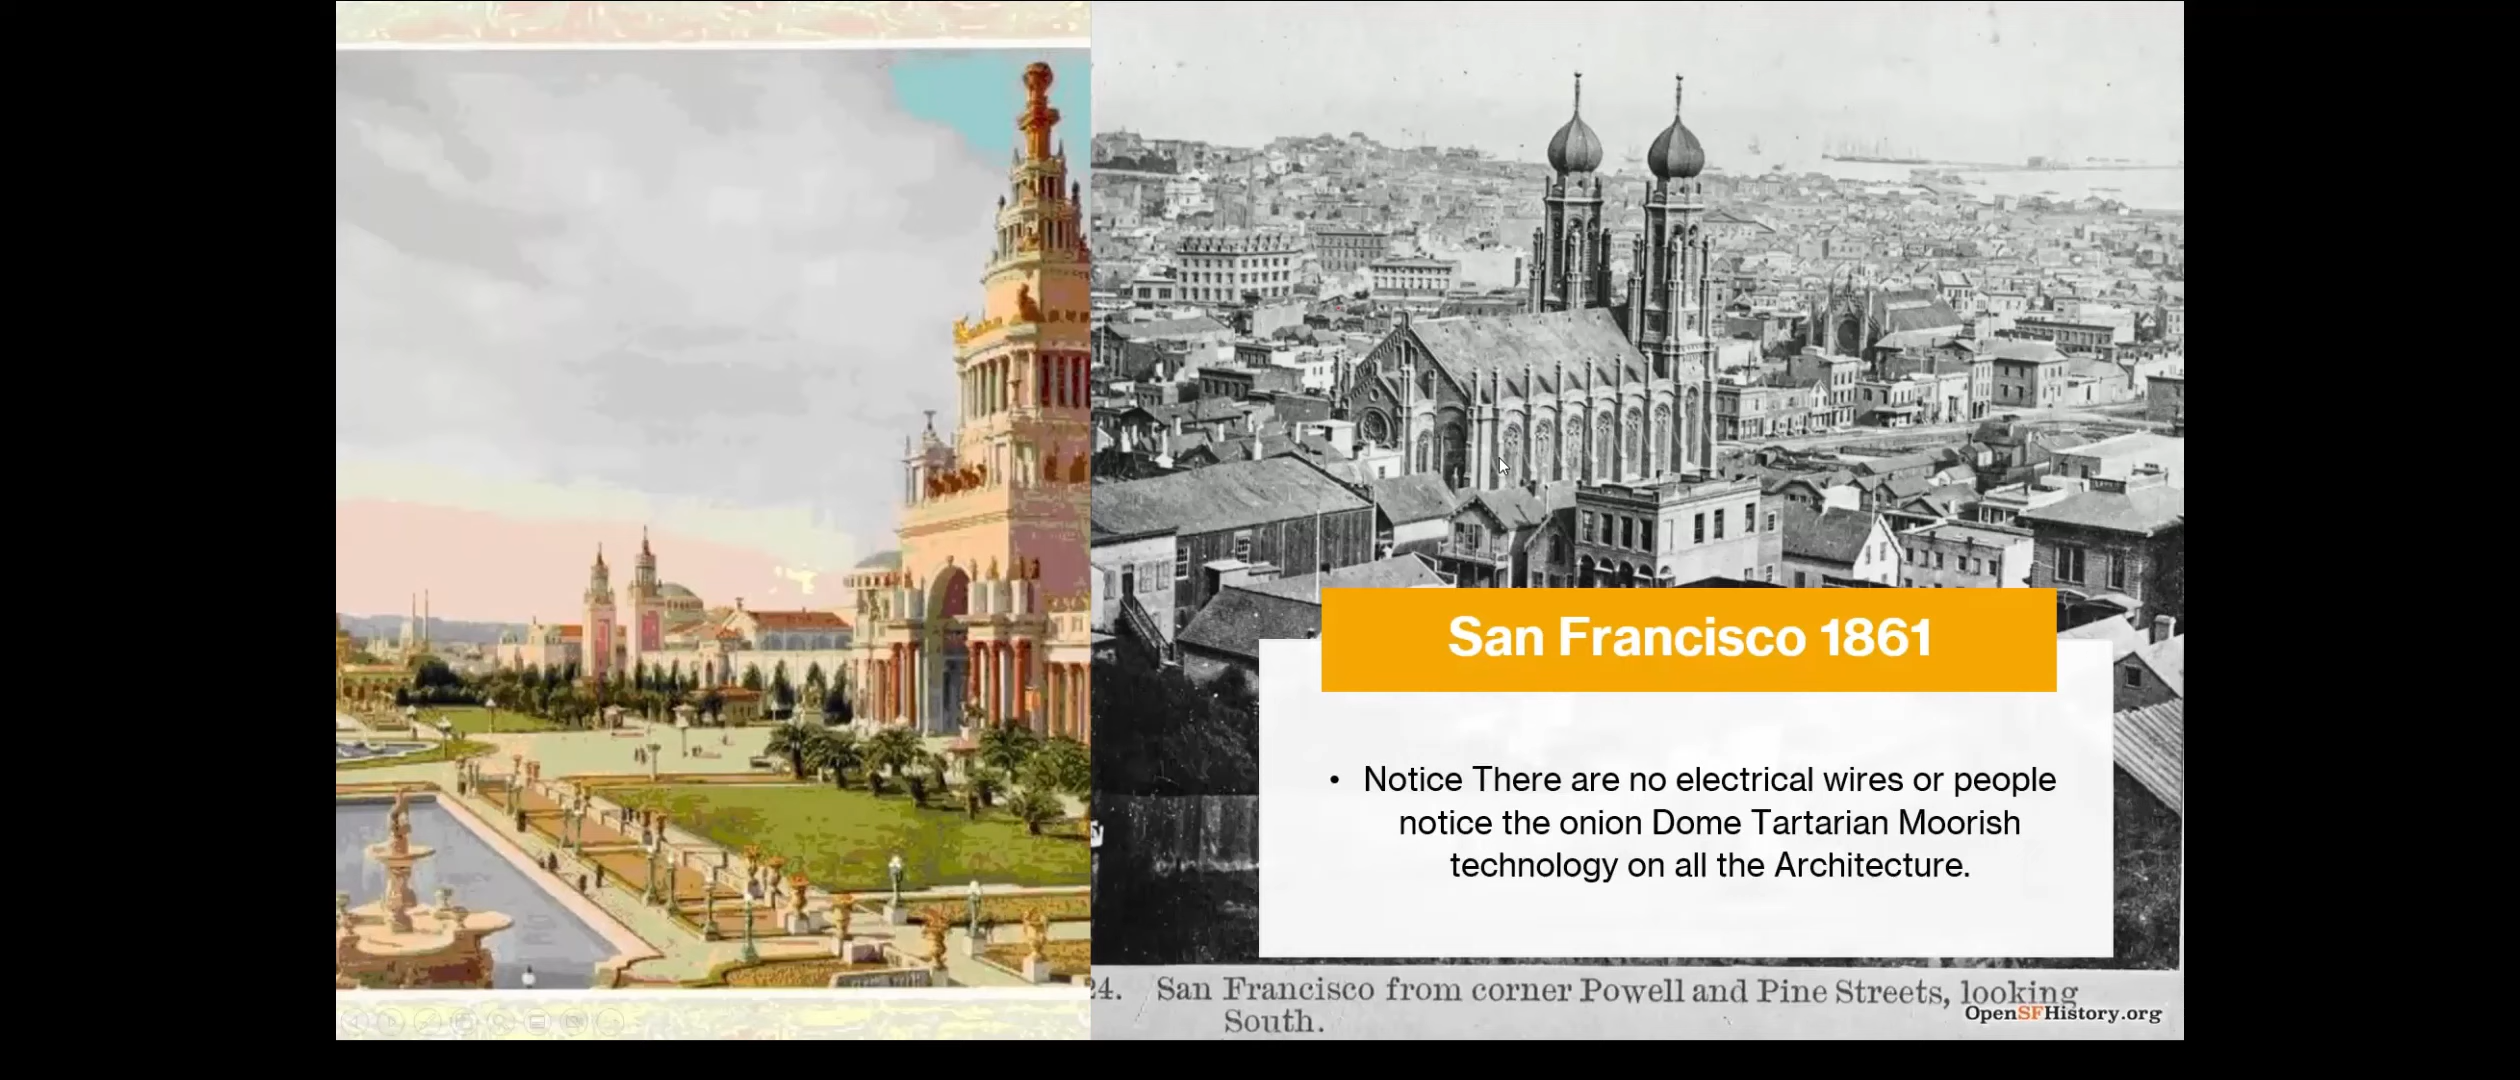 San Francisco 1861
• Notice There are no electrical wires or people
notice the onion Dome Tartarian Moorish
technology on all the Architecture.
24. San Francisco from corner Powell and Pine Streets, looking
South.
OpenSFHistory.org